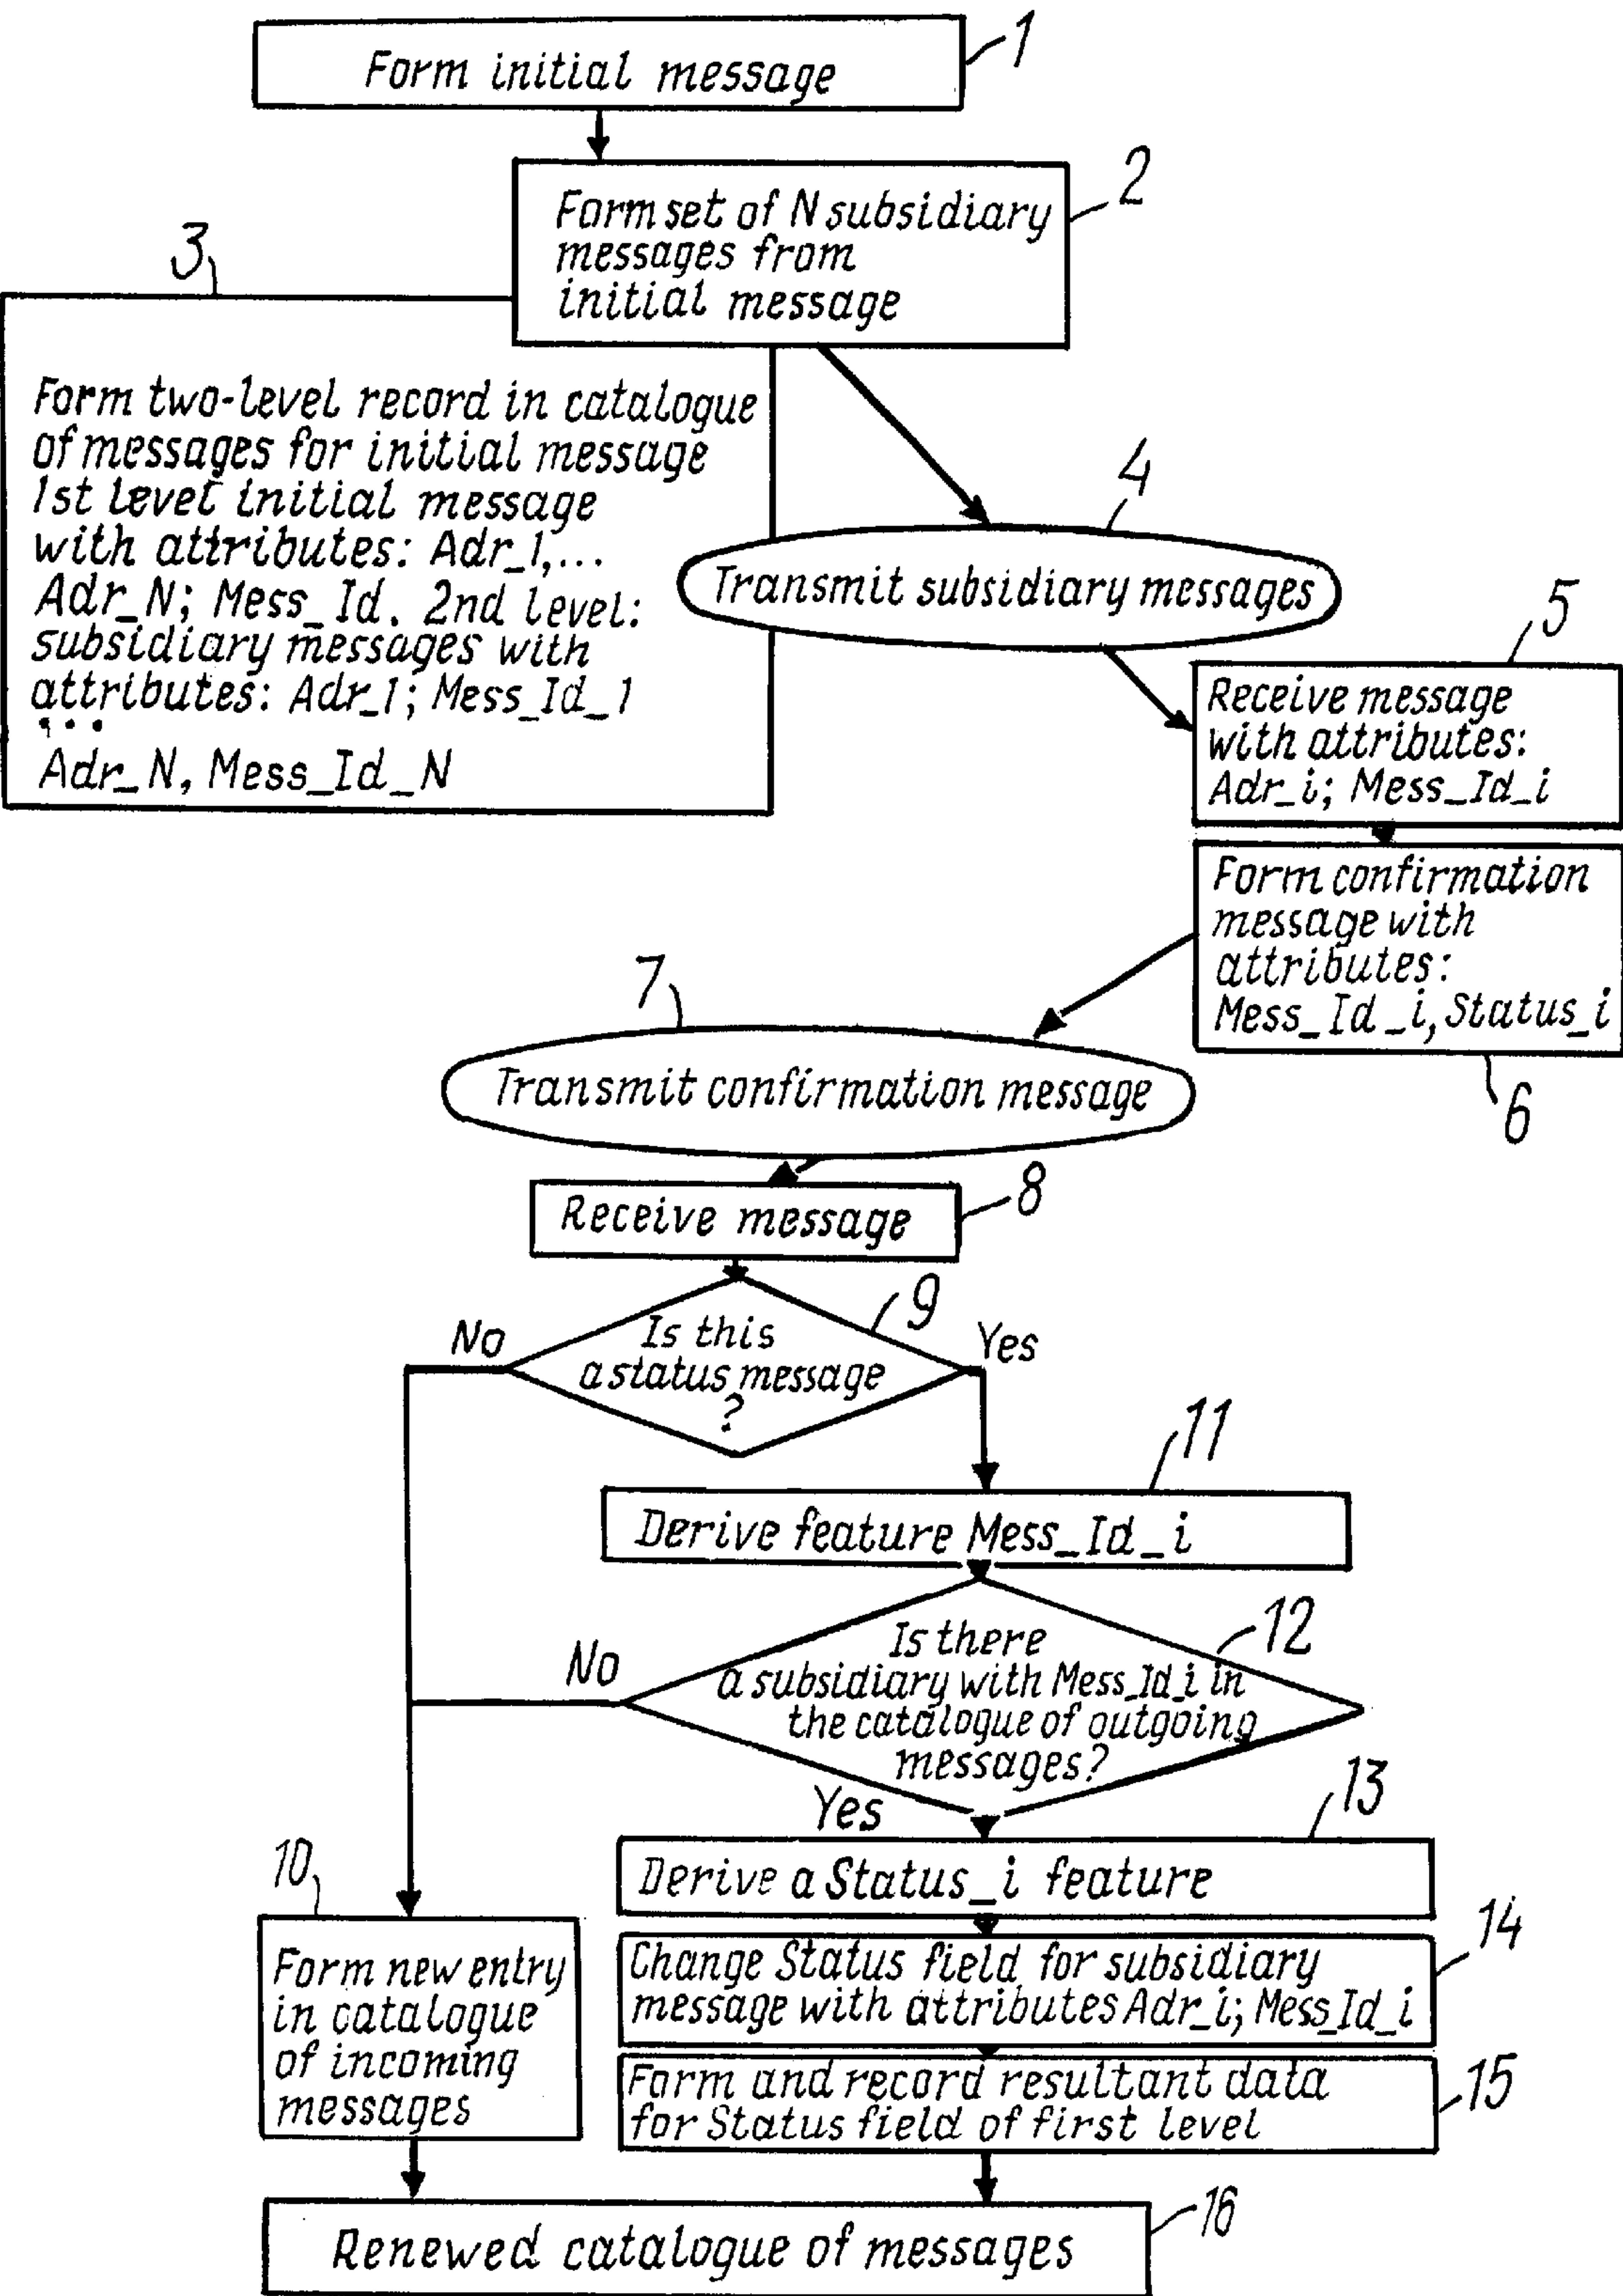 Form initial message
1
2
Form set of N subsidiary
messages from
initial message
3
Form two-level record in catalogue
of messages for initial message
1st level initial message
with attributes: Adr_1,...
Adr_N; Mess_Id. 2nd level:
subsidiary messages with
attributes: Adr_1; Mess_Id_1
...
Adr_N, Mess_Id_N
4
Transmit subsidiary messages
5
Receive message
with attributes:
Adr_i; Mess_Id_i
Form confirmation
message with
attributes:
Mess_Id_i, Status_i
6
7
Transmit confirmation message
Receive message
8
9
Is this
a status message
?
No
Yes
11
Derive feature Mess_Id_i
12
Is there
a subsidiary with Mess_Id_i in
the catalogue of outgoing
messages?
No
Yes
13
Derive a Status_i feature
10
Form new entry
in catalogue
of incoming
messages
14
Change Status field for subsidiary
message with attributes Adr_i; Mess_Id_i
15
Form and record resultant data
for Status field of first level
16
Renewed catalogue of messages